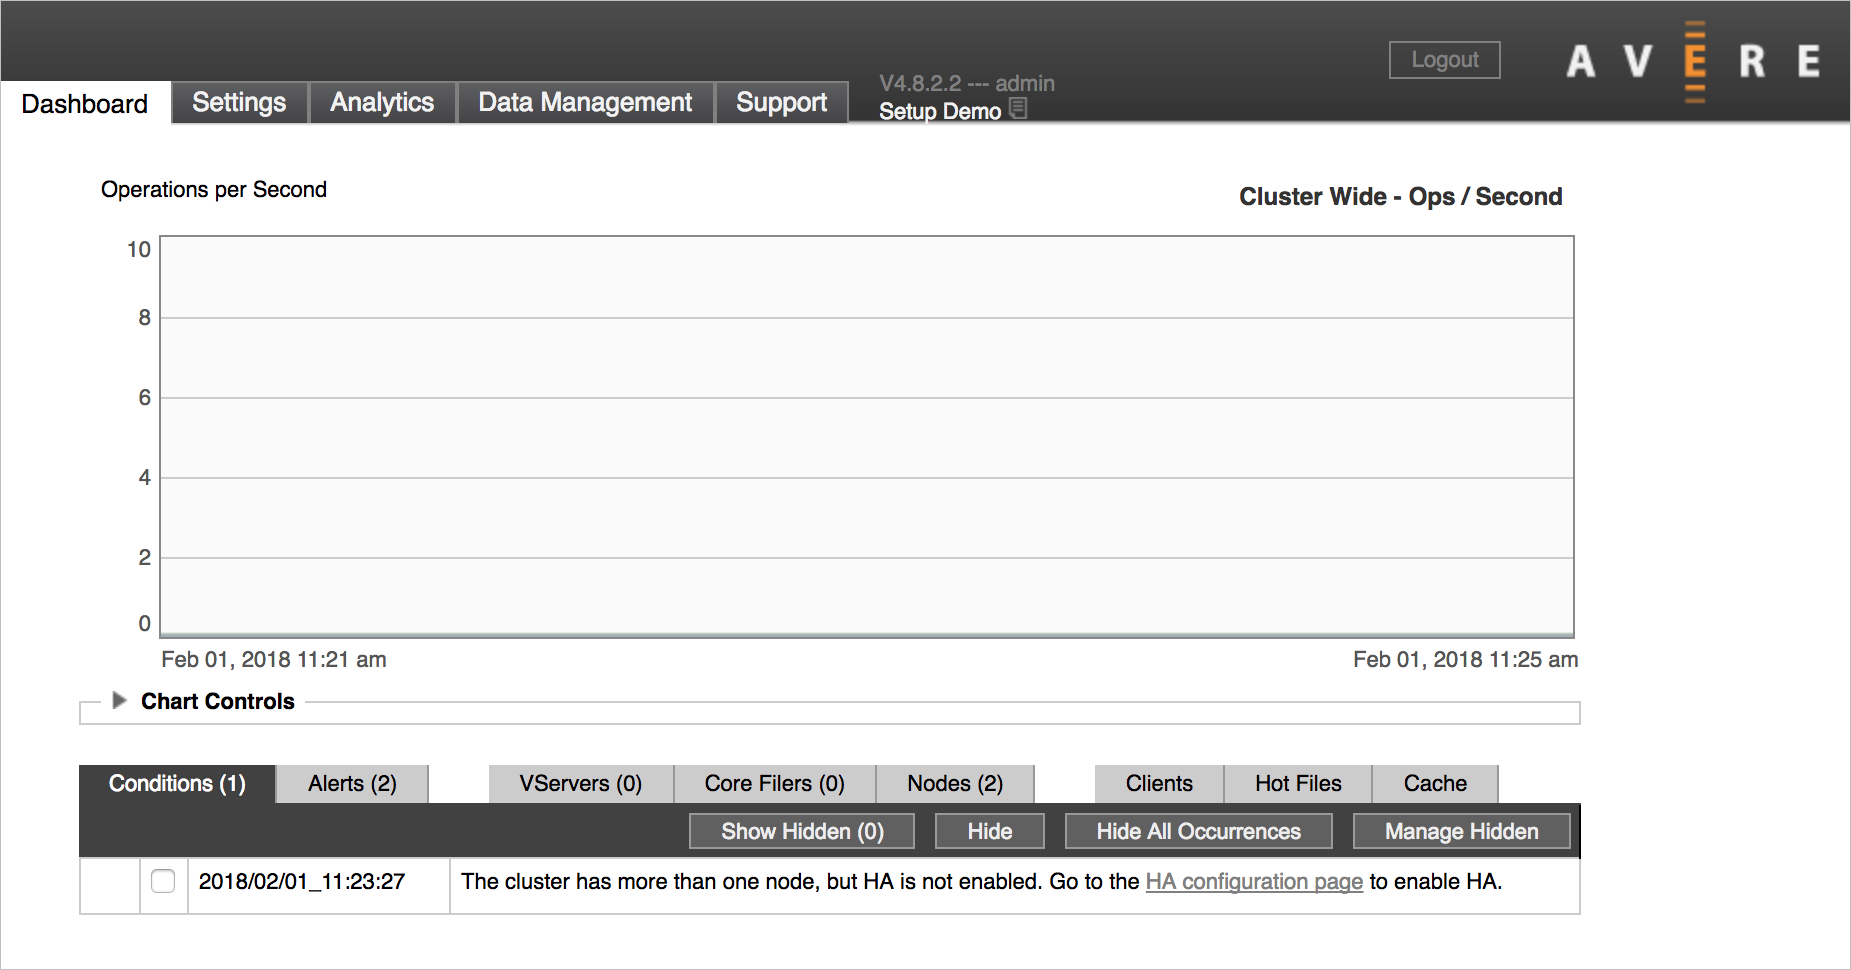 Logout
AVERE
Dashboard
Settings
Analytics
Data Management
Support
V4.8.2.2 --- admin
Setup Demo
Operations per Second
Cluster Wide - Ops / Second
10
8
6
4
2
0
Feb 01, 2018 11:21 am
Feb 01, 2018 11:25 am
Chart Controls
Conditions (1)
Alerts (2)
VServers (0)
Core Filers (0)
Nodes (2)
Clients
Hot Files
Cache
Show Hidden (0)
Hide
Hide All Occurrences
Manage Hidden
2018/02/01_11:23:27
The cluster has more than one node, but HA is not enabled. Go to the HA configuration page to enable HA.